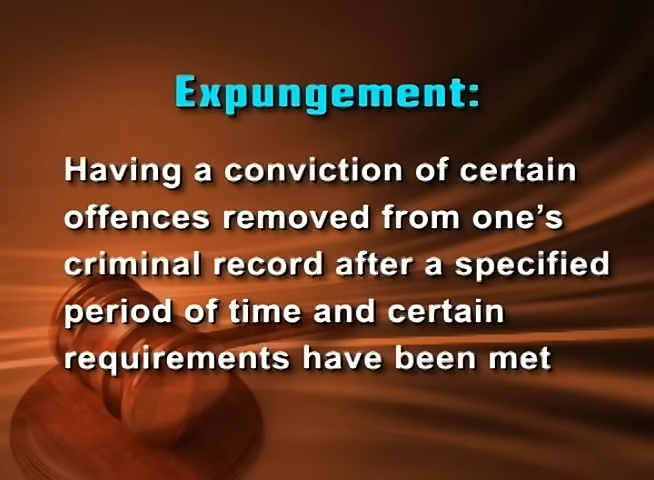 Expungement:
Having a conviction of certain
offences removed from one’s
criminal record after a specified
period of time and certain
requirements have been met